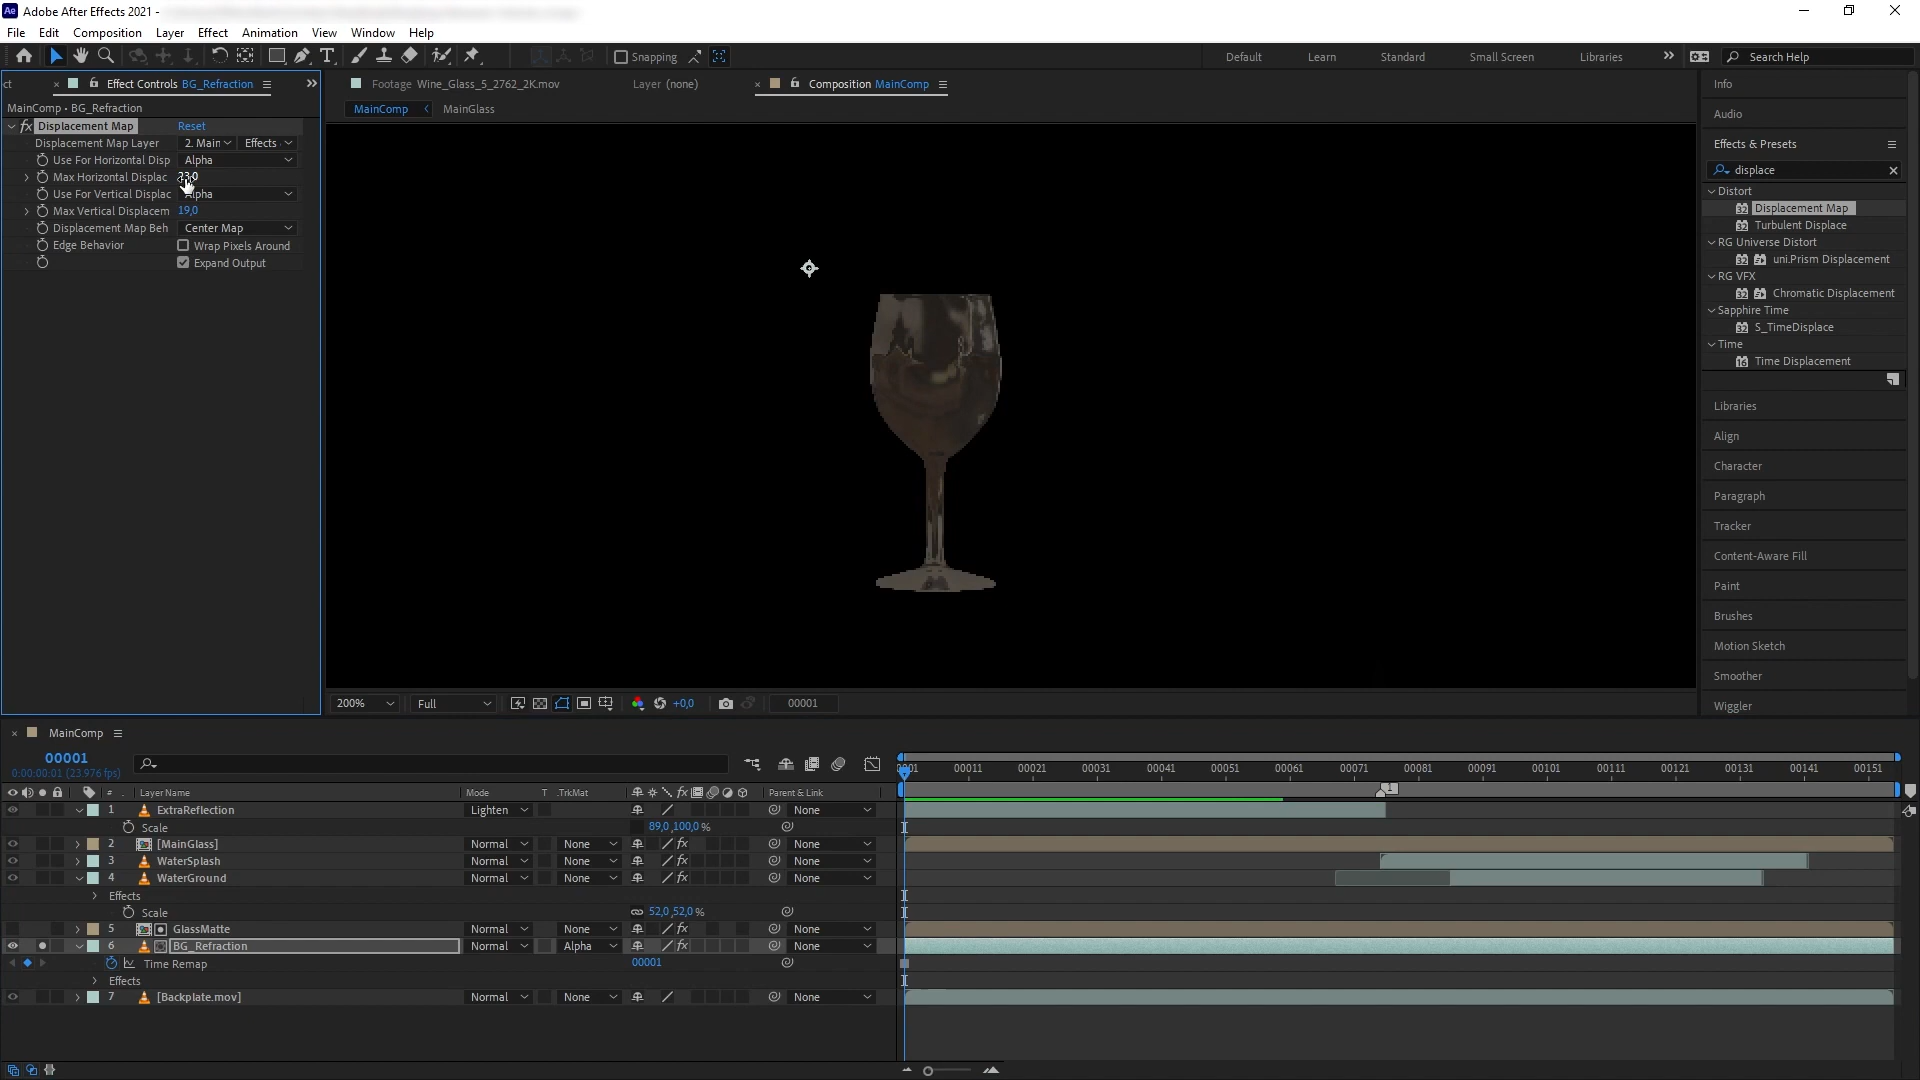 Adobe After Effects 2021 -
File Edit Composition Layer Effect Animation View Window Help
Snapping Default Learn Standard Small Screen Libraries Search Help
ct Effect Controls BG_Refraction
Footage Wine_Glass_5_2762_2K.mov Layer (none) Composition MainComp
Info
MainComp • BG_Refraction
MainComp MainGlass
Audio
fx Displacement Map Reset
Displacement Map Layer 2. Main Effects
Use For Horizontal Disp Alpha
Max Horizontal Displac 23,0
Use For Vertical Displac Alpha
Max Vertical Displacem 19,0
Displacement Map Beh Center Map
Edge Behavior Wrap Pixels Around
Expand Output
Effects & Presets
displace
Distort
Displacement Map
Turbulent Displace
RG Universe Distort
uni.Prism Displacement
RG VFX
Chromatic Displacement
Sapphire Time
S_TimeDisplace
Time
Time Displacement
Libraries
Align
Character
Paragraph
Tracker
Content-Aware Fill
Paint
Brushes
Motion Sketch
Smoother
Wiggler
200% Full +0,0 00001
MainComp
00001
0:00:00:01 (23.976 fps)
# Layer Name Mode T .TrkMat Parent & Link
00011 00021 00031 00041 00051 00061 00071 00081 00091 00101 00111 00121 00131 00141 00151
1 ExtraReflection Lighten None
Scale 89,0,100,0 %
2 [MainGlass] Normal None None
3 WaterSplash Normal None None
4 WaterGround Normal None None
Effects
Scale 52,0,52,0 %
5 GlassMatte Normal None None
6 BG_Refraction Normal Alpha None
Time Remap 00001
Effects
7 [Backplate.mov] Normal None None
1